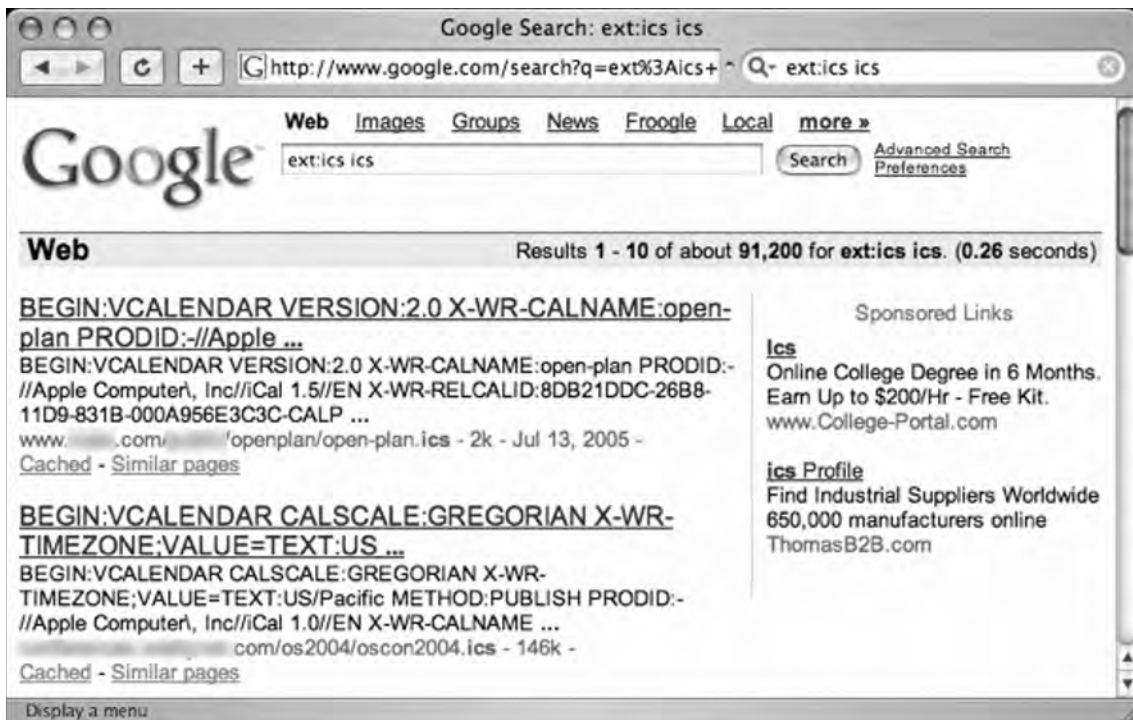 Google Search: ext:ics ics
http://www.google.com/search?q=ext%3Aics+
ext:ics ics
Web Images Groups News Froogle Local more »
Google
ext:ics ics
Search
Advanced Search
Preferences
Web
Results 1 - 10 of about 91,200 for ext:ics ics. (0.26 seconds)
BEGIN:VCALENDAR VERSION:2.0 X-WR-CALNAME:open-
plan PRODID:-//Apple ...
BEGIN:VCALENDAR VERSION:2.0 X-WR-CALNAME:open-plan PRODID:-
//Apple Computer\, Inc//iCal 1.5//EN X-WR-RELCALID:8DB21DDC-26B8-
11D9-831B-000A956E3C3C-CALP ...
www. .com/ /openplan/open-plan.ics - 2k - Jul 13, 2005 -
Cached - Similar pages
BEGIN:VCALENDAR CALSCALE:GREGORIAN X-WR-
TIMEZONE;VALUE=TEXT:US ...
BEGIN:VCALENDAR CALSCALE:GREGORIAN X-WR-
TIMEZONE;VALUE=TEXT:US/Pacific METHOD:PUBLISH PRODID:-
//Apple Computer\, Inc//iCal 1.0//EN X-WR-CALNAME ...
.com/os2004/oscon2004.ics - 146k -
Cached - Similar pages
Sponsored Links
Ics
Online College Degree in 6 Months.
Earn Up to $200/Hr - Free Kit.
www.College-Portal.com
ics Profile
Find Industrial Suppliers Worldwide
650,000 manufacturers online
ThomasB2B.com
Display a menu